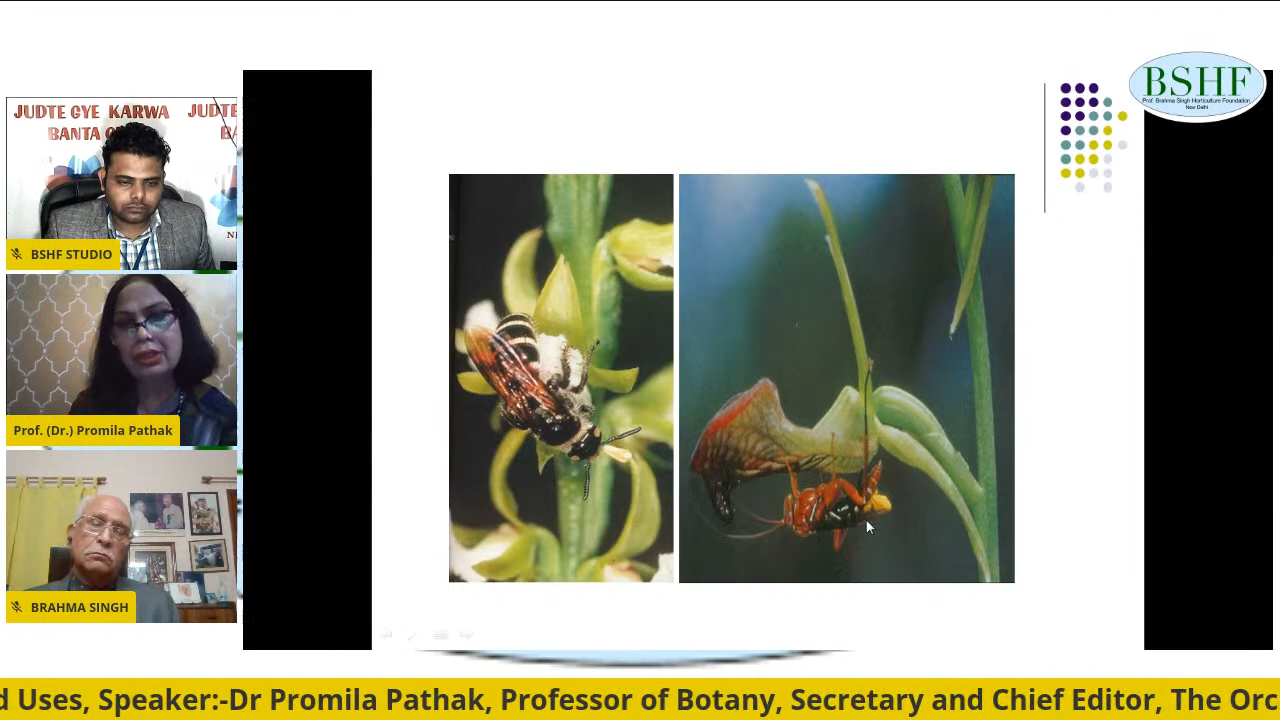 BSHF
Prof. Brahma Singh Horticulture Foundation
New Delhi
JUDTE GYE KARWA
JUDTE
BANTA
BA
N
BSHF STUDIO
Prof. (Dr.) Promila Pathak
BRAHMA SINGH
d Uses, Speaker:-Dr Promila Pathak, Professor of Botany, Secretary and Chief Editor, The Orc